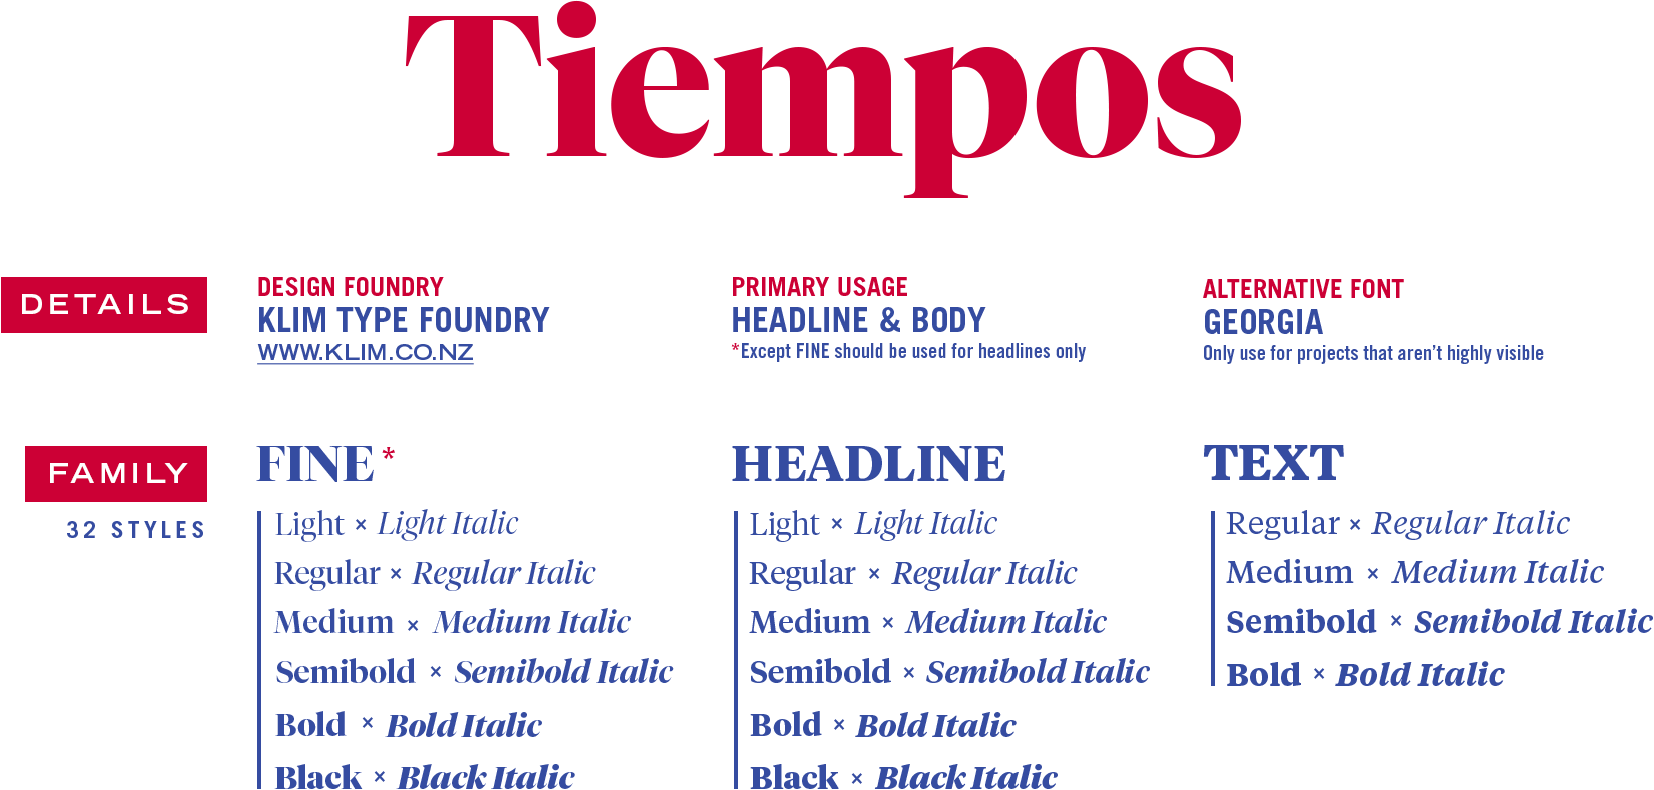 Tiempos
DETAILS
DESIGN FOUNDRY
KLIM TYPE FOUNDRY
WWW.KLIM.CO.NZ
PRIMARY USAGE
HEADLINE & BODY
*Except FINE should be used for headlines only
ALTERNATIVE FONT
GEORGIA
Only use for projects that aren't highly visible
FAMILY
32 STYLES
FINE*
Light × Light Italic
Regular × Regular Italic
Medium × Medium Italic
Semibold × Semibold Italic
Bold × Bold Italic
Black × Black Italic
HEADLINE
Light × Light Italic
Regular × Regular Italic
Medium × Medium Italic
Semibold × Semibold Italic
Bold × Bold Italic
Black × Black Italic
TEXT
Regular × Regular Italic
Medium × Medium Italic
Semibold × Semibold Italic
Bold × Bold Italic